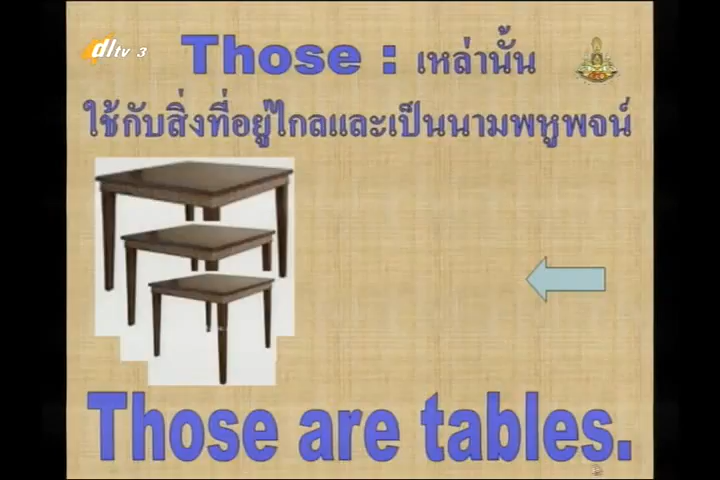 dltv 3
Those : เหล่านั้น
ใช้กับสิ่งที่อยู่ไกลและเป็นนามพหูพจน์
Those are tables.